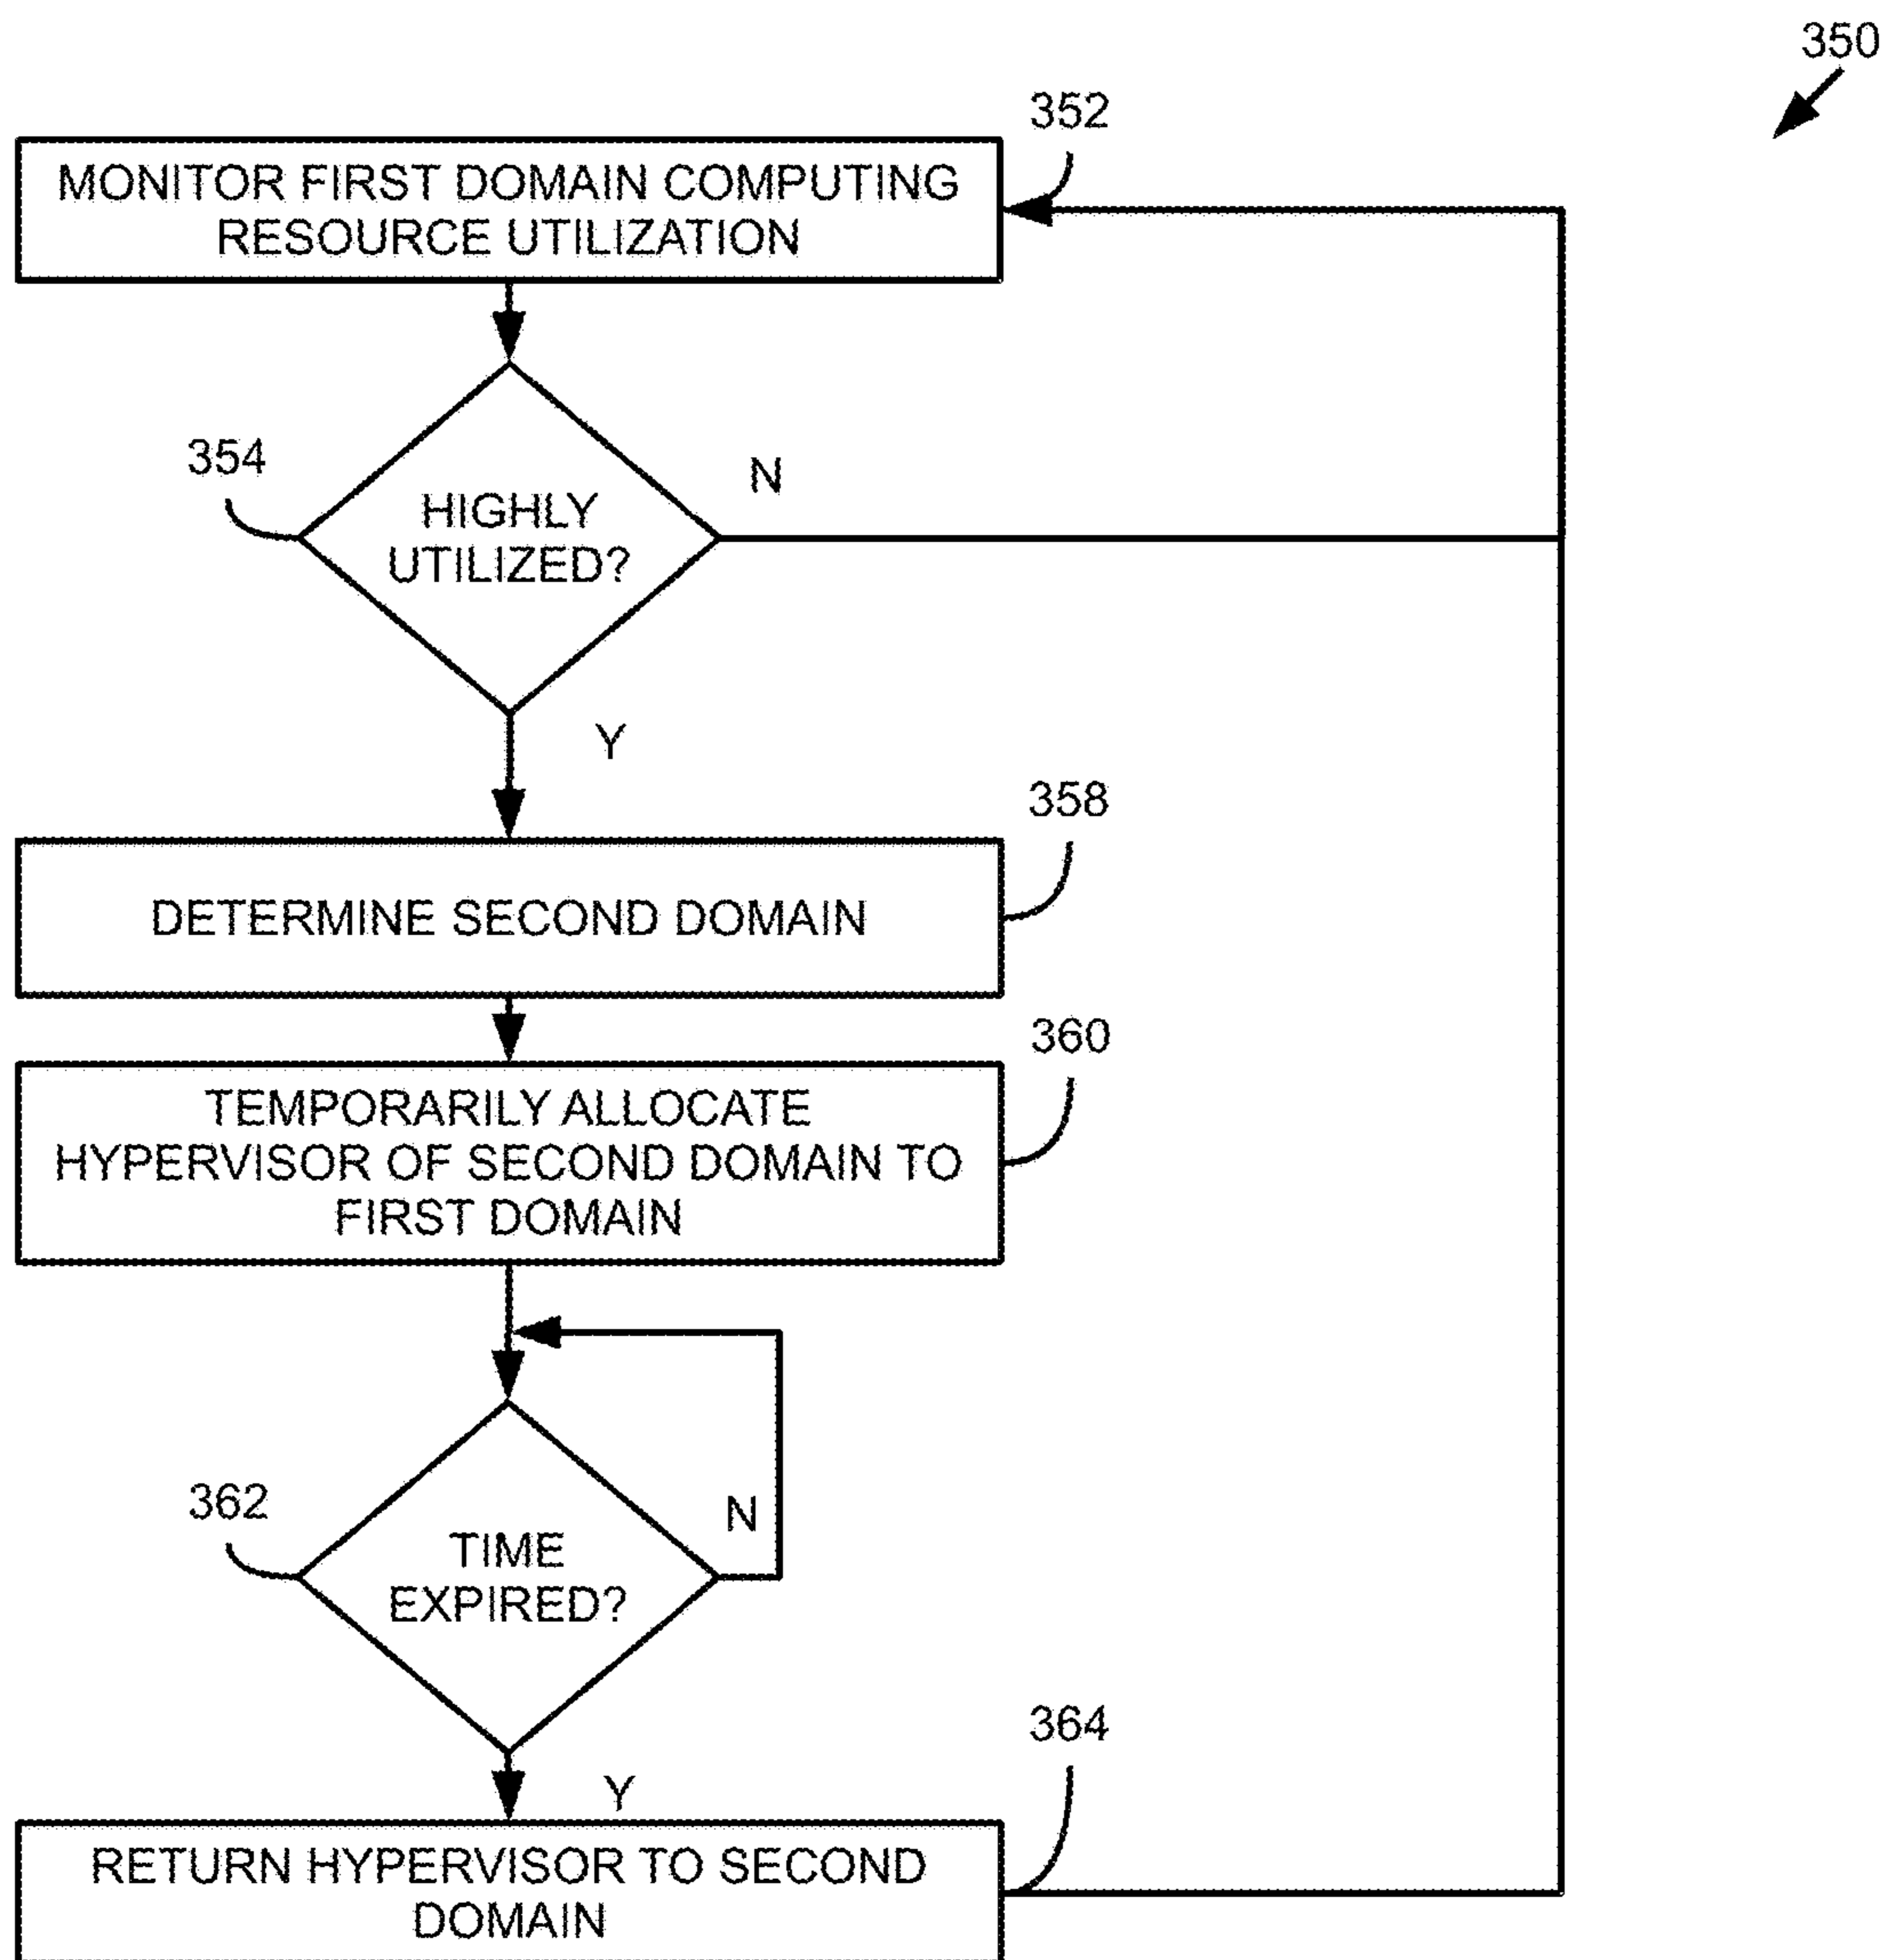 350
352
MONITOR FIRST DOMAIN COMPUTING
RESOURCE UTILIZATION
354
N
HIGHLY
UTILIZED?
Y
358
DETERMINE SECOND DOMAIN
360
TEMPORARILY ALLOCATE
HYPERVISOR OF SECOND DOMAIN TO
FIRST DOMAIN
362
N
TIME
EXPIRED?
364
Y
RETURN HYPERVISOR TO SECOND
DOMAIN